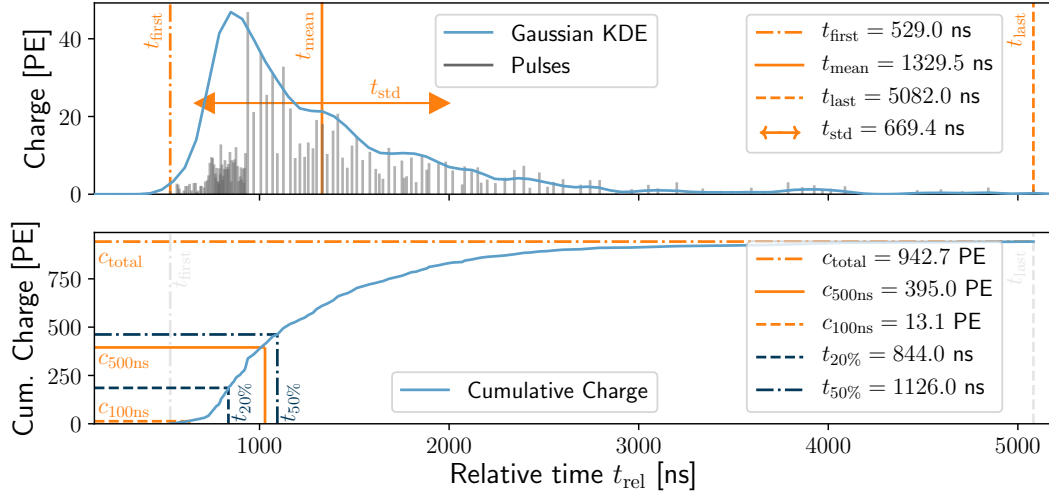 Charge [PE]
40
20
0
t_first
t_mean
t_std
t_last
Gaussian KDE
Pulses
t_first = 529.0 ns
t_mean = 1329.5 ns
t_last = 5082.0 ns
t_std = 669.4 ns
Cum. Charge [PE]
750
500
250
0
c_total
c_500ns
c_100ns
t_first
t_20%
t_50%
t_last
Cumulative Charge
c_total = 942.7 PE
c_500ns = 395.0 PE
c_100ns = 13.1 PE
t_20% = 844.0 ns
t_50% = 1126.0 ns
1000
2000
3000
4000
5000
Relative time t_rel [ns]